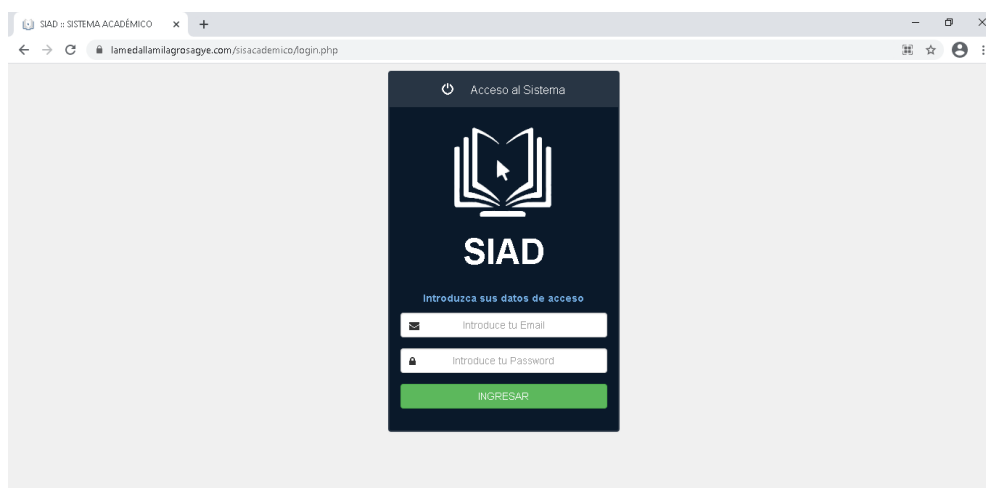 SIAD :: SISTEMA ACADÉMICO
lamedallamilagrosagye.com/sisacademico/login.php
Acceso al Sistema
SIAD
Introduzca sus datos de acceso
Introduce tu Email
Introduce tu Password
INGRESAR